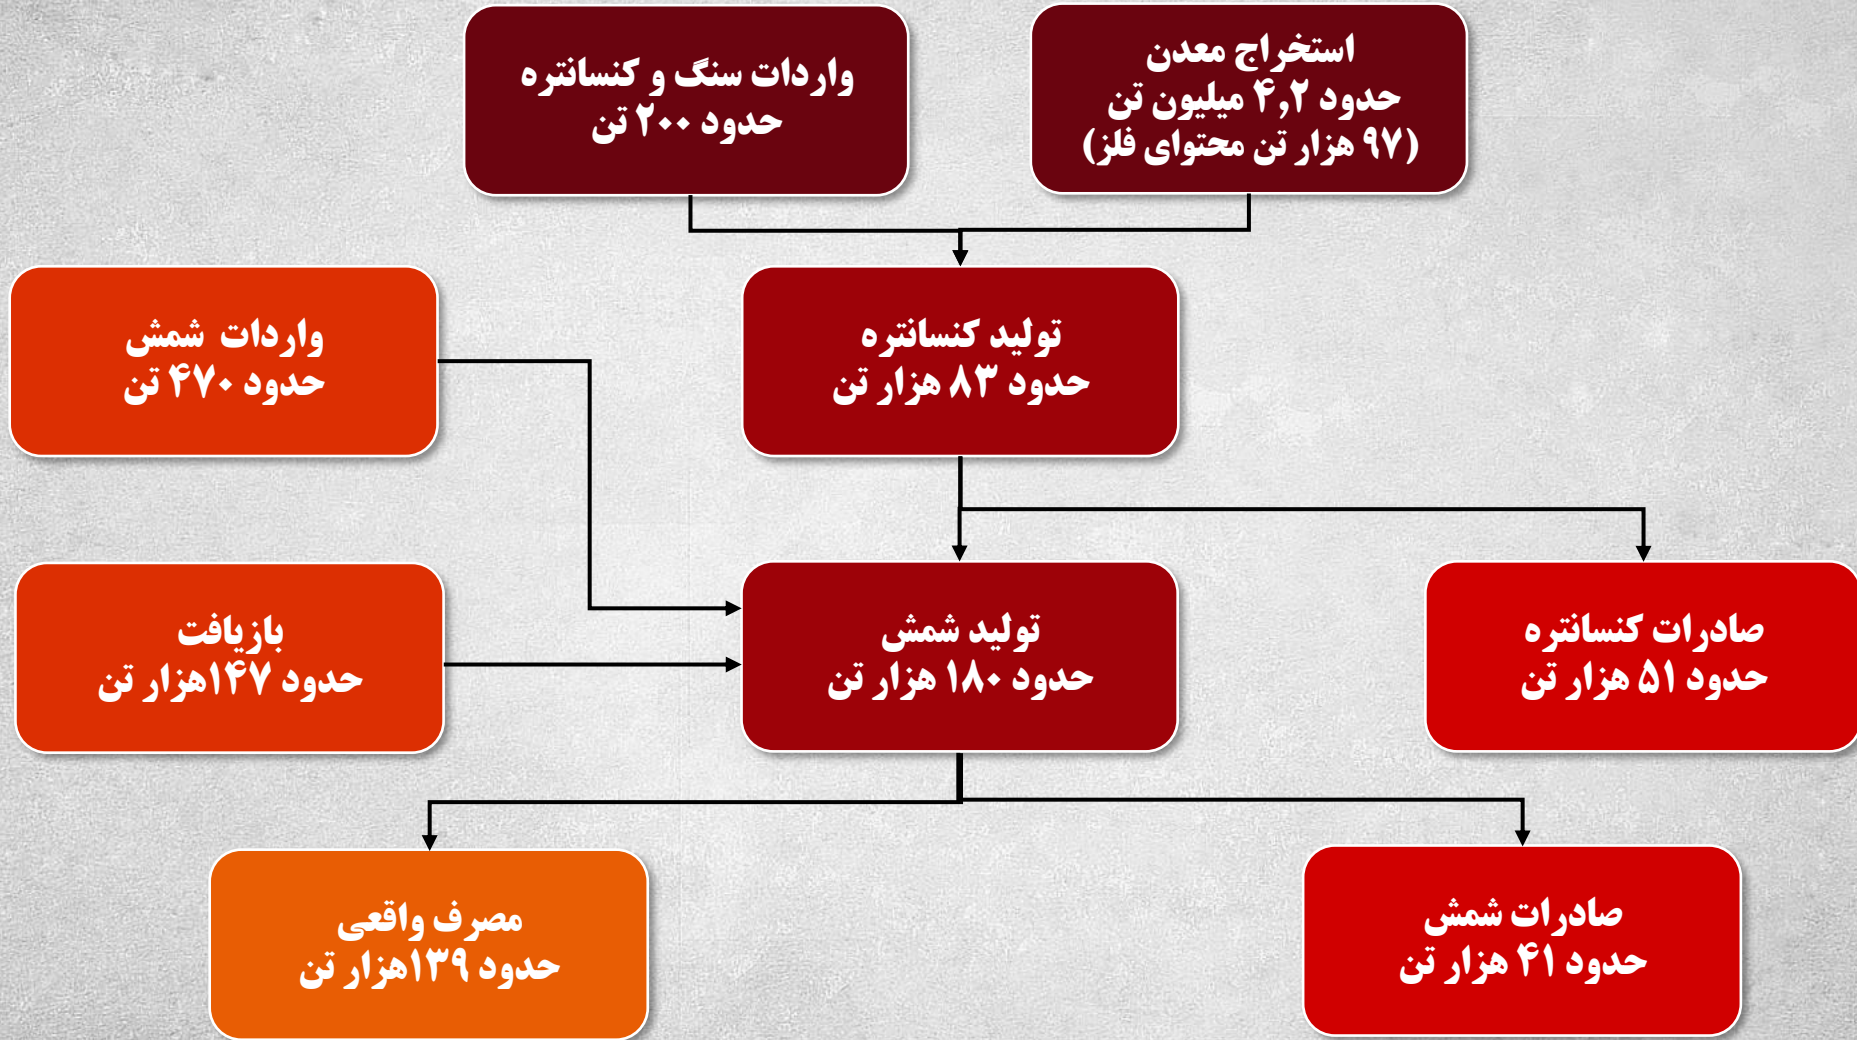 استخراج معدن
حدود ۴,۲ میلیون تن
(۹۷ هزار تن محتوای فلز)
واردات سنگ و کنسانتره
حدود ۲۰۰ تن
تولید کنسانتره
حدود ۸۳ هزار تن
واردات شمش
حدود ۴۷۰ تن
صادرات کنسانتره
حدود ۵۱ هزار تن
تولید شمش
حدود ۱۸۰ هزار تن
بازیافت
حدود ۱۴۷هزار تن
صادرات شمش
حدود ۴۱ هزار تن
مصرف واقعی
حدود ۱۳۹هزار تن